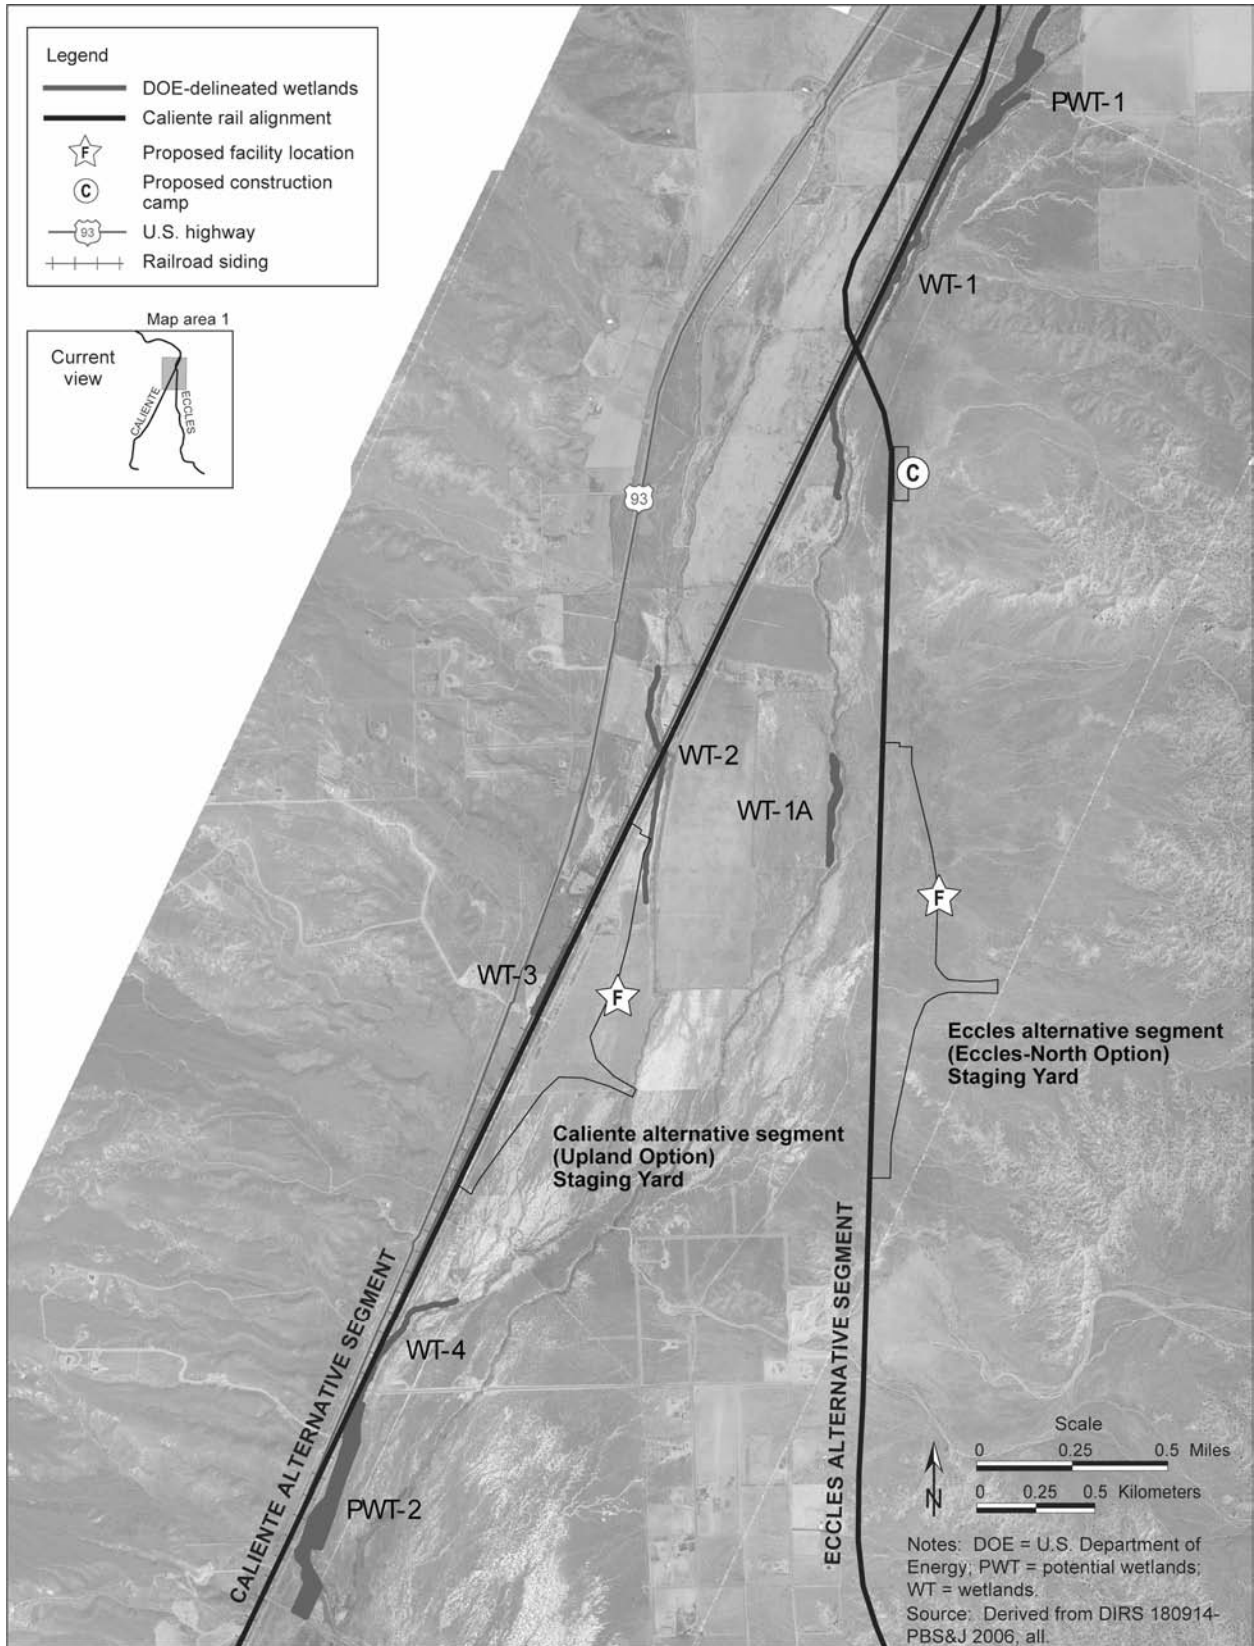 Legend
DOE-delineated wetlands
Caliente rail alignment
F
Proposed facility location
C
Proposed construction
camp
93
U.S. highway
Railroad siding
Map area 1
Current
view
CALIENTE
ECCLES
PWT-1
WT-1
C
93
WT-2
WT-1A
F
WT-3
F
Eccles alternative segment
(Eccles-North Option)
Staging Yard
Caliente alternative segment
(Upland Option)
Staging Yard
WT-4
CALIENTE ALTERNATIVE SEGMENT
ECCLES ALTERNATIVE SEGMENT
PWT-2
Scale
0 0.25 0.5 Miles
0 0.25 0.5 Kilometers
N
Notes: DOE = U.S. Department of
Energy; PWT = potential wetlands;
WT = wetlands.
Source: Derived from DIRS 180914-
PBS&J 2006, all.